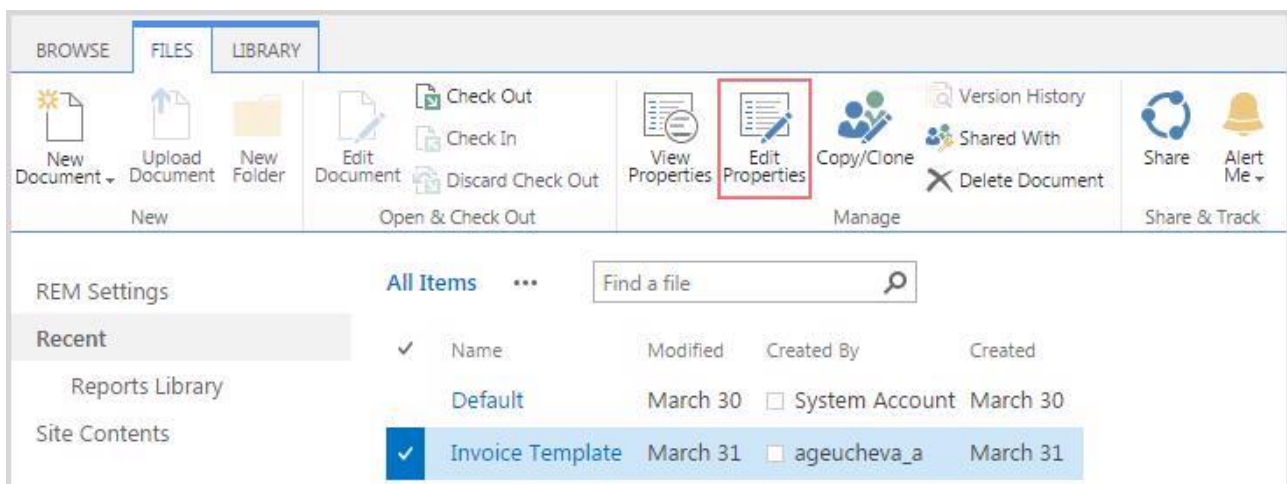 BROWSE FILES LIBRARY
New Document
Upload Document
New Folder
New
Edit Document
Check Out
Check In
Discard Check Out
Open & Check Out
View Properties
Edit Properties
Copy/Clone
Version History
Shared With
Delete Document
Manage
Share
Alert Me
Share & Track
REM Settings
Recent
Reports Library
Site Contents
All Items ...
Find a file
Name Modified Created By Created
Default March 30 System Account March 30
Invoice Template March 31 ageucheva_a March 31